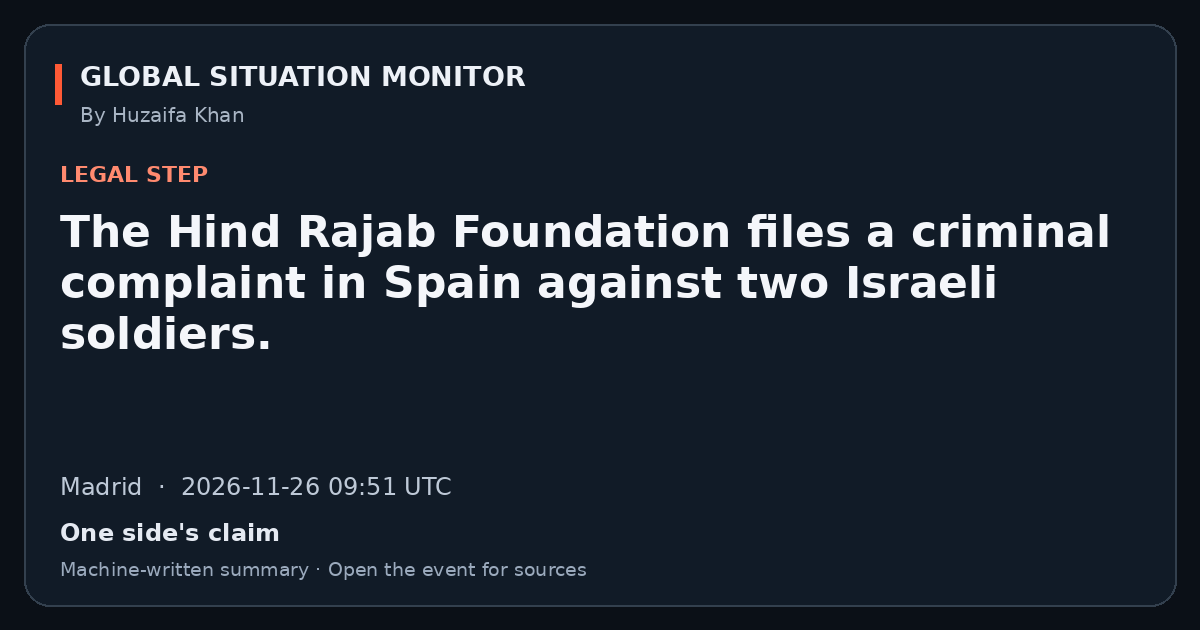 GLOBAL SITUATION MONITOR
By Huzaifa Khan
LEGAL STEP
The Hind Rajab Foundation files a criminal
complaint in Spain against two Israeli
soldiers.
Madrid · 2026-11-26 09:51 UTC
One side's claim
Machine-written summary · Open the event for sources